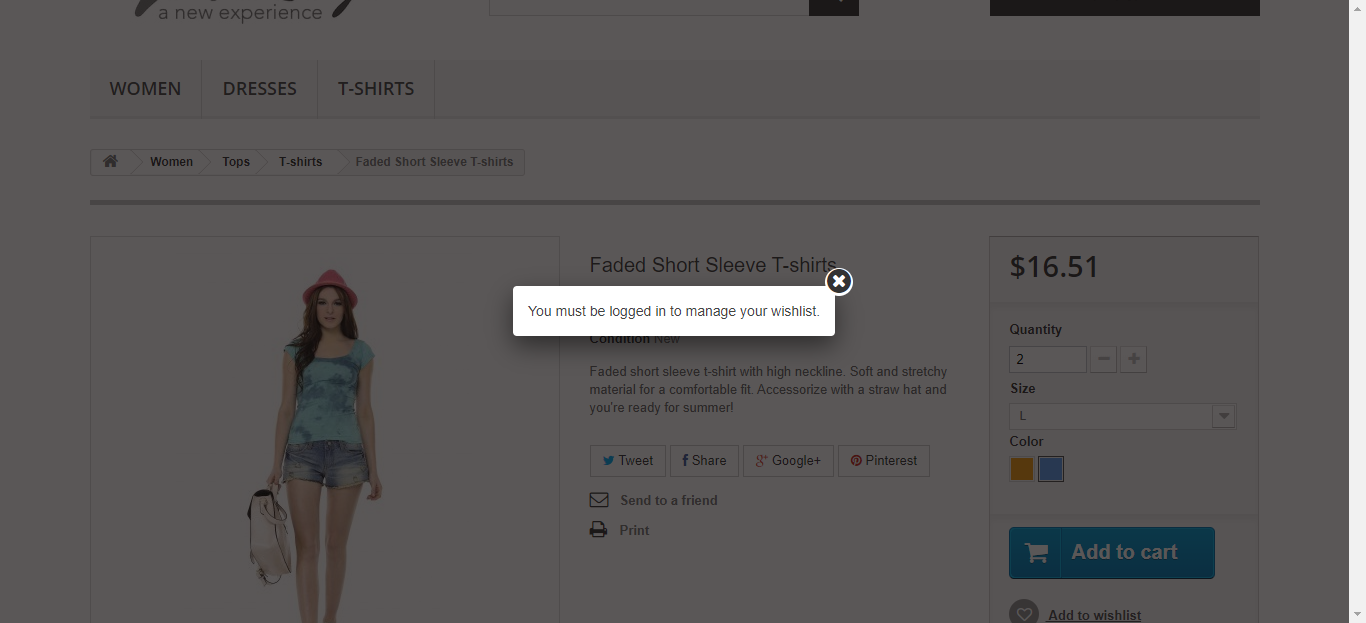 a new experience
WOMEN DRESSES T-SHIRTS
Women Tops T-shirts Faded Short Sleeve T-shirts
Faded Short Sleeve T-shirts
You must be logged in to manage your wishlist.
Condition New
Faded short sleeve t-shirt with high neckline. Soft and stretchy
material for a comfortable fit. Accessorize with a straw hat and
you're ready for summer!
Tweet Share Google+ Pinterest
Send to a friend
Print
$16.51
Quantity
2
Size
L
Color
Add to cart
Add to wishlist